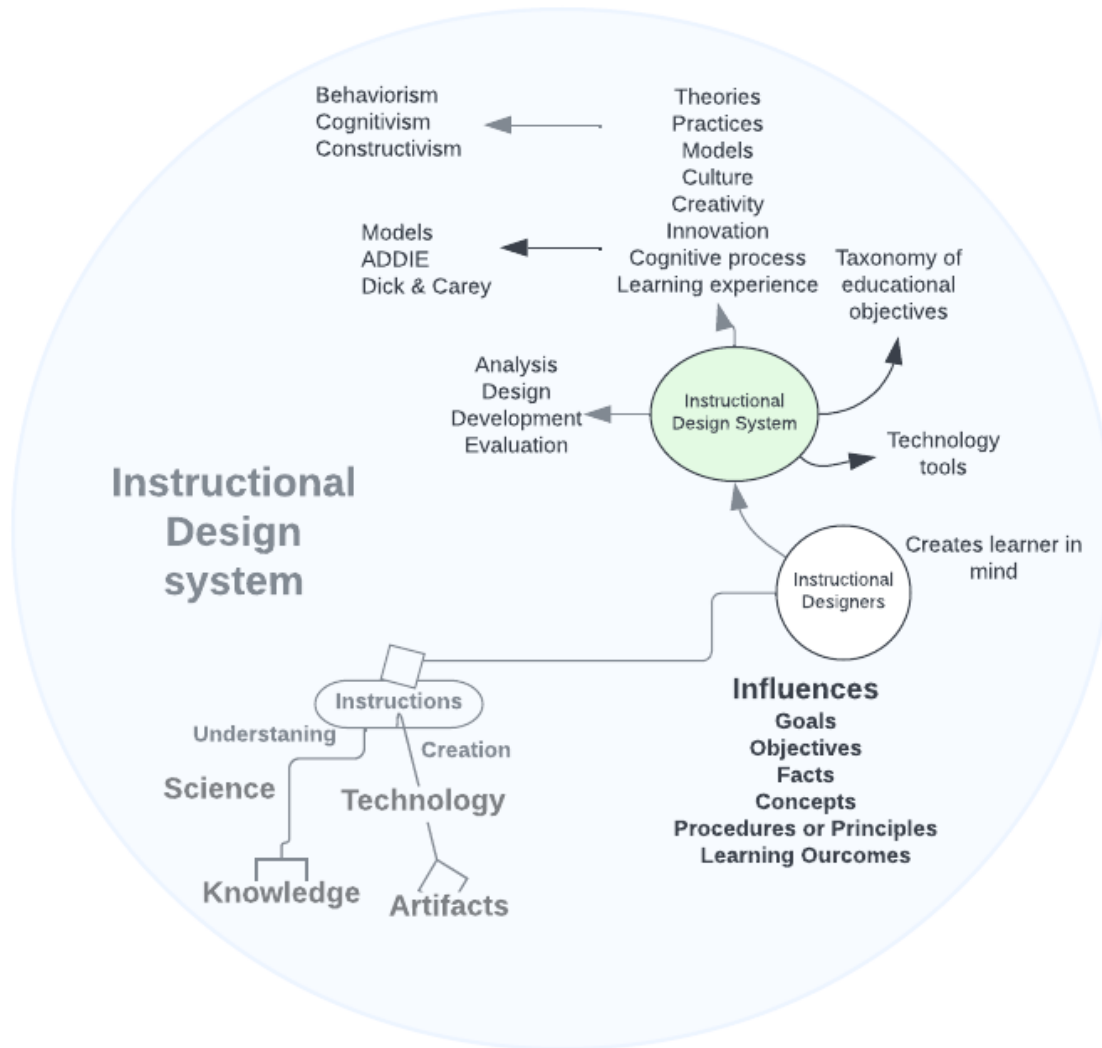 Behaviorism
Cognitivism
Constructivism
Theories
Practices
Models
Culture
Creativity
Innovation
Cognitive process
Learning experience
Models
ADDIE
Dick & Carey
Taxonomy of
educational
objectives
Analysis
Design
Development
Evaluation
Instructional
Design System
Technology
tools
Instructional
Design
system
Creates learner in
mind
Instructional
Designers
Instructions
Understaning
Creation
Science
Technology
Knowledge
Artifacts
Influences
Goals
Objectives
Facts
Concepts
Procedures or Principles
Learning Ourcomes